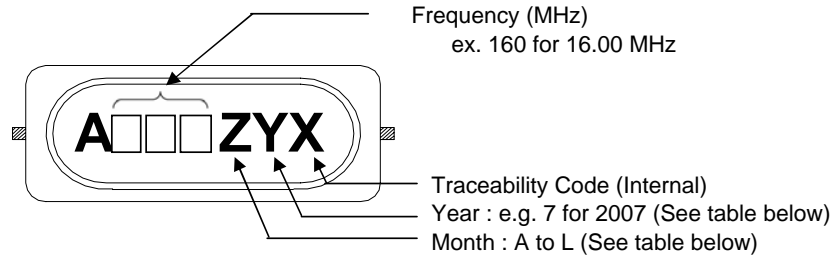 Frequency (MHz)
ex. 160 for 16.00 MHz
A□□□ZYX
Traceability Code (Internal)
Year : e.g. 7 for 2007 (See table below)
Month : A to L (See table below)